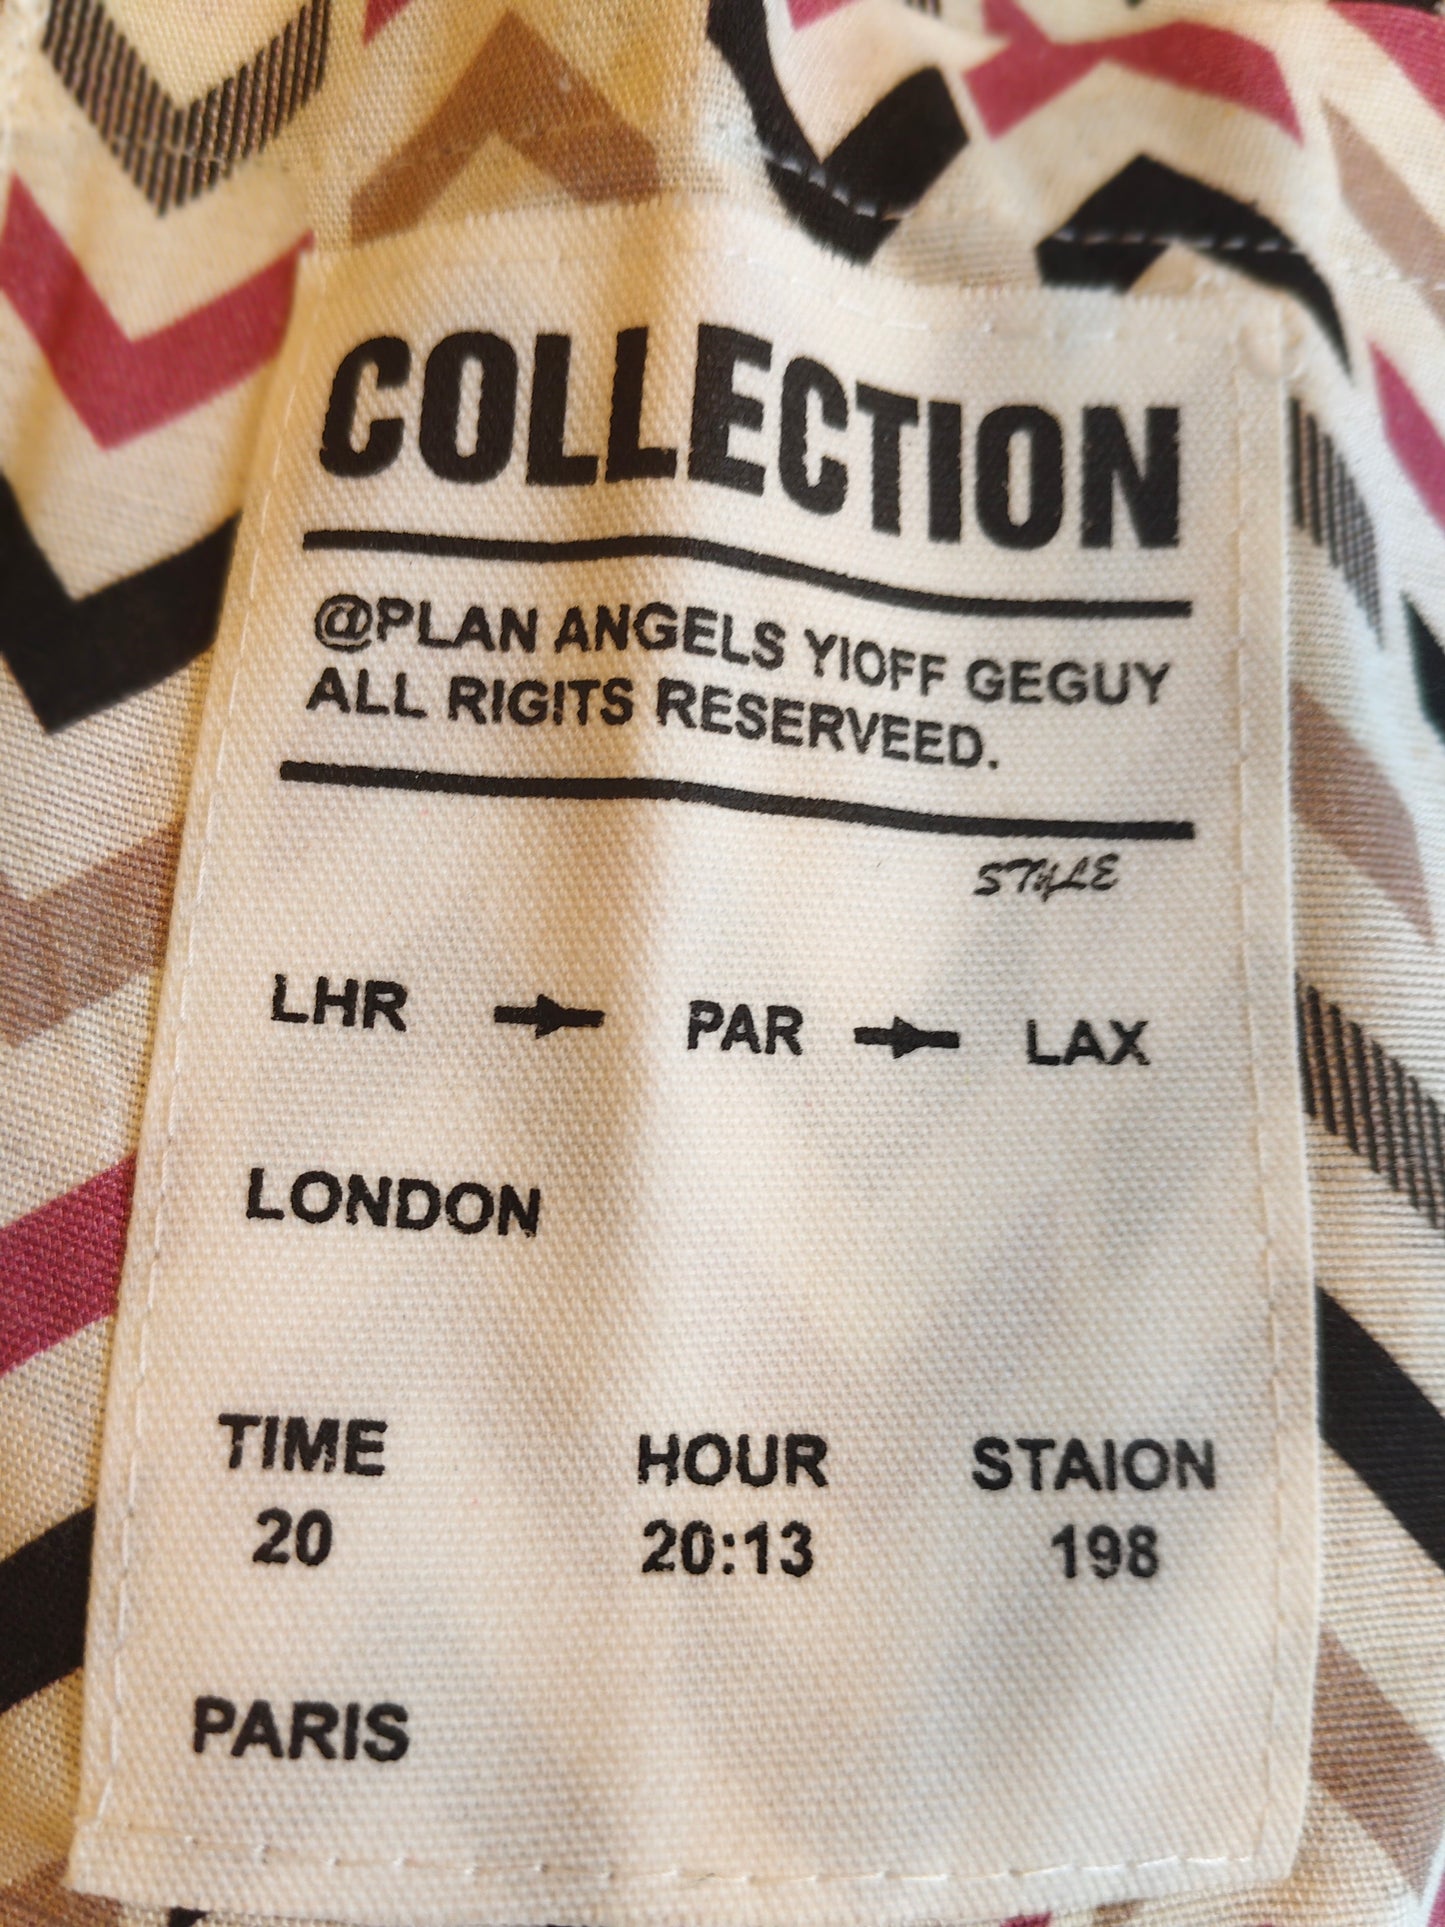 COLLECTION
@PLAN ANGELS YIOFF GEGUY
ALL RIGITS RESERVEED.
STYLE
LHR PAR LAX
LONDON
TIME HOUR STAION
20 20:13 198
PARIS